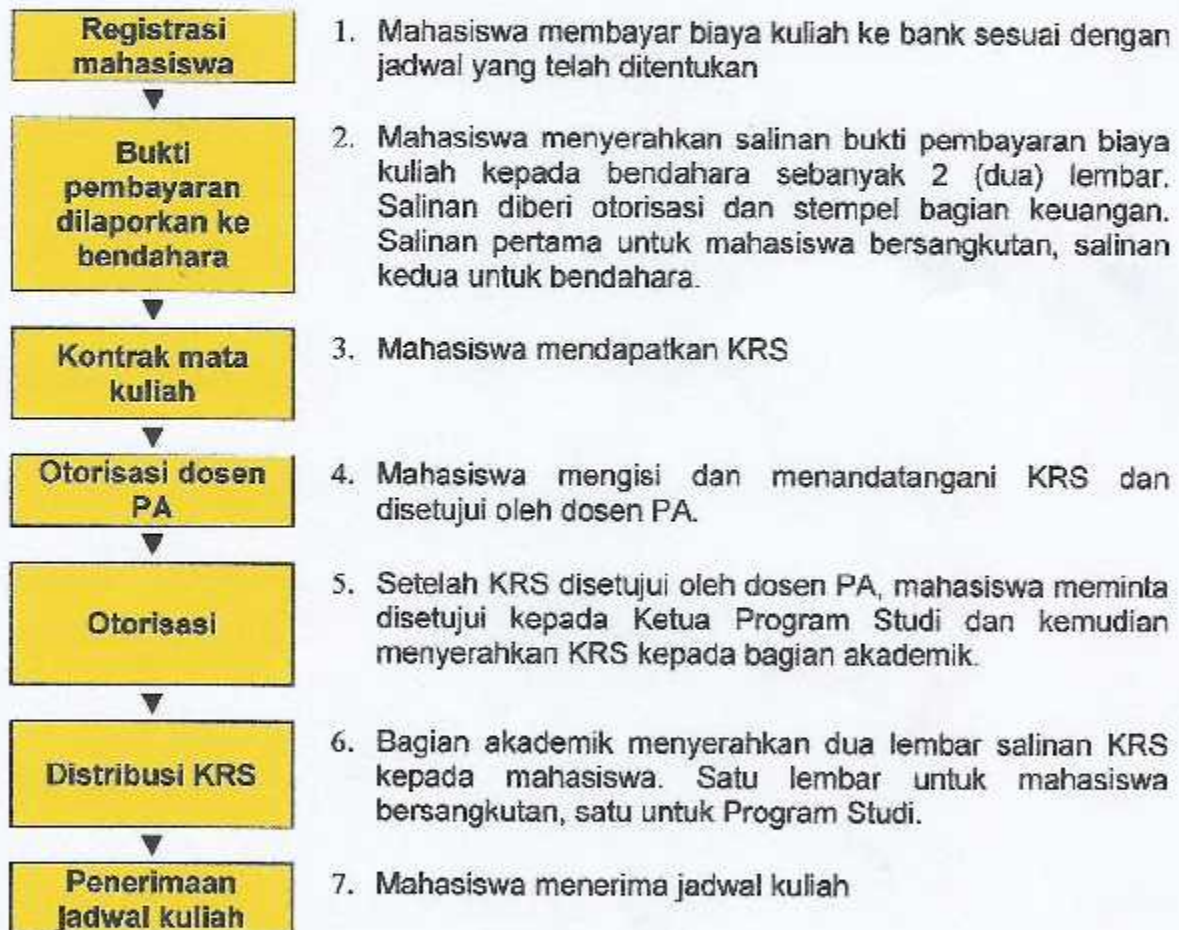 Registrasi
mahasiswa
1. Mahasiswa membayar biaya kuliah ke bank sesuai dengan
jadwal yang telah ditentukan
Bukti
pembayaran
dilaporkan ke
bendahara
2. Mahasiswa menyerahkan salinan bukti pembayaran biaya
kuliah kepada bendahara sebanyak 2 (dua) lembar.
Salinan diberi otorisasi dan stempel bagian keuangan.
Salinan pertama untuk mahasiswa bersangkutan, salinan
kedua untuk bendahara.
Kontrak mata
kuliah
3. Mahasiswa mendapatkan KRS
Otorisasi dosen
PA
4. Mahasiswa mengisi dan menandatangani KRS dan
disetujui oleh dosen PA.
Otorisasi
5. Setelah KRS disetujui oleh dosen PA, mahasiswa meminta
disetujui kepada Ketua Program Studi dan kemudian
menyerahkan KRS kepada bagian akademik.
Distribusi KRS
6. Bagian akademik menyerahkan dua lembar salinan KRS
kepada mahasiswa. Satu lembar untuk mahasiswa
bersangkutan, satu untuk Program Studi.
Penerimaan
jadwal kuliah
7. Mahasiswa menerima jadwal kuliah